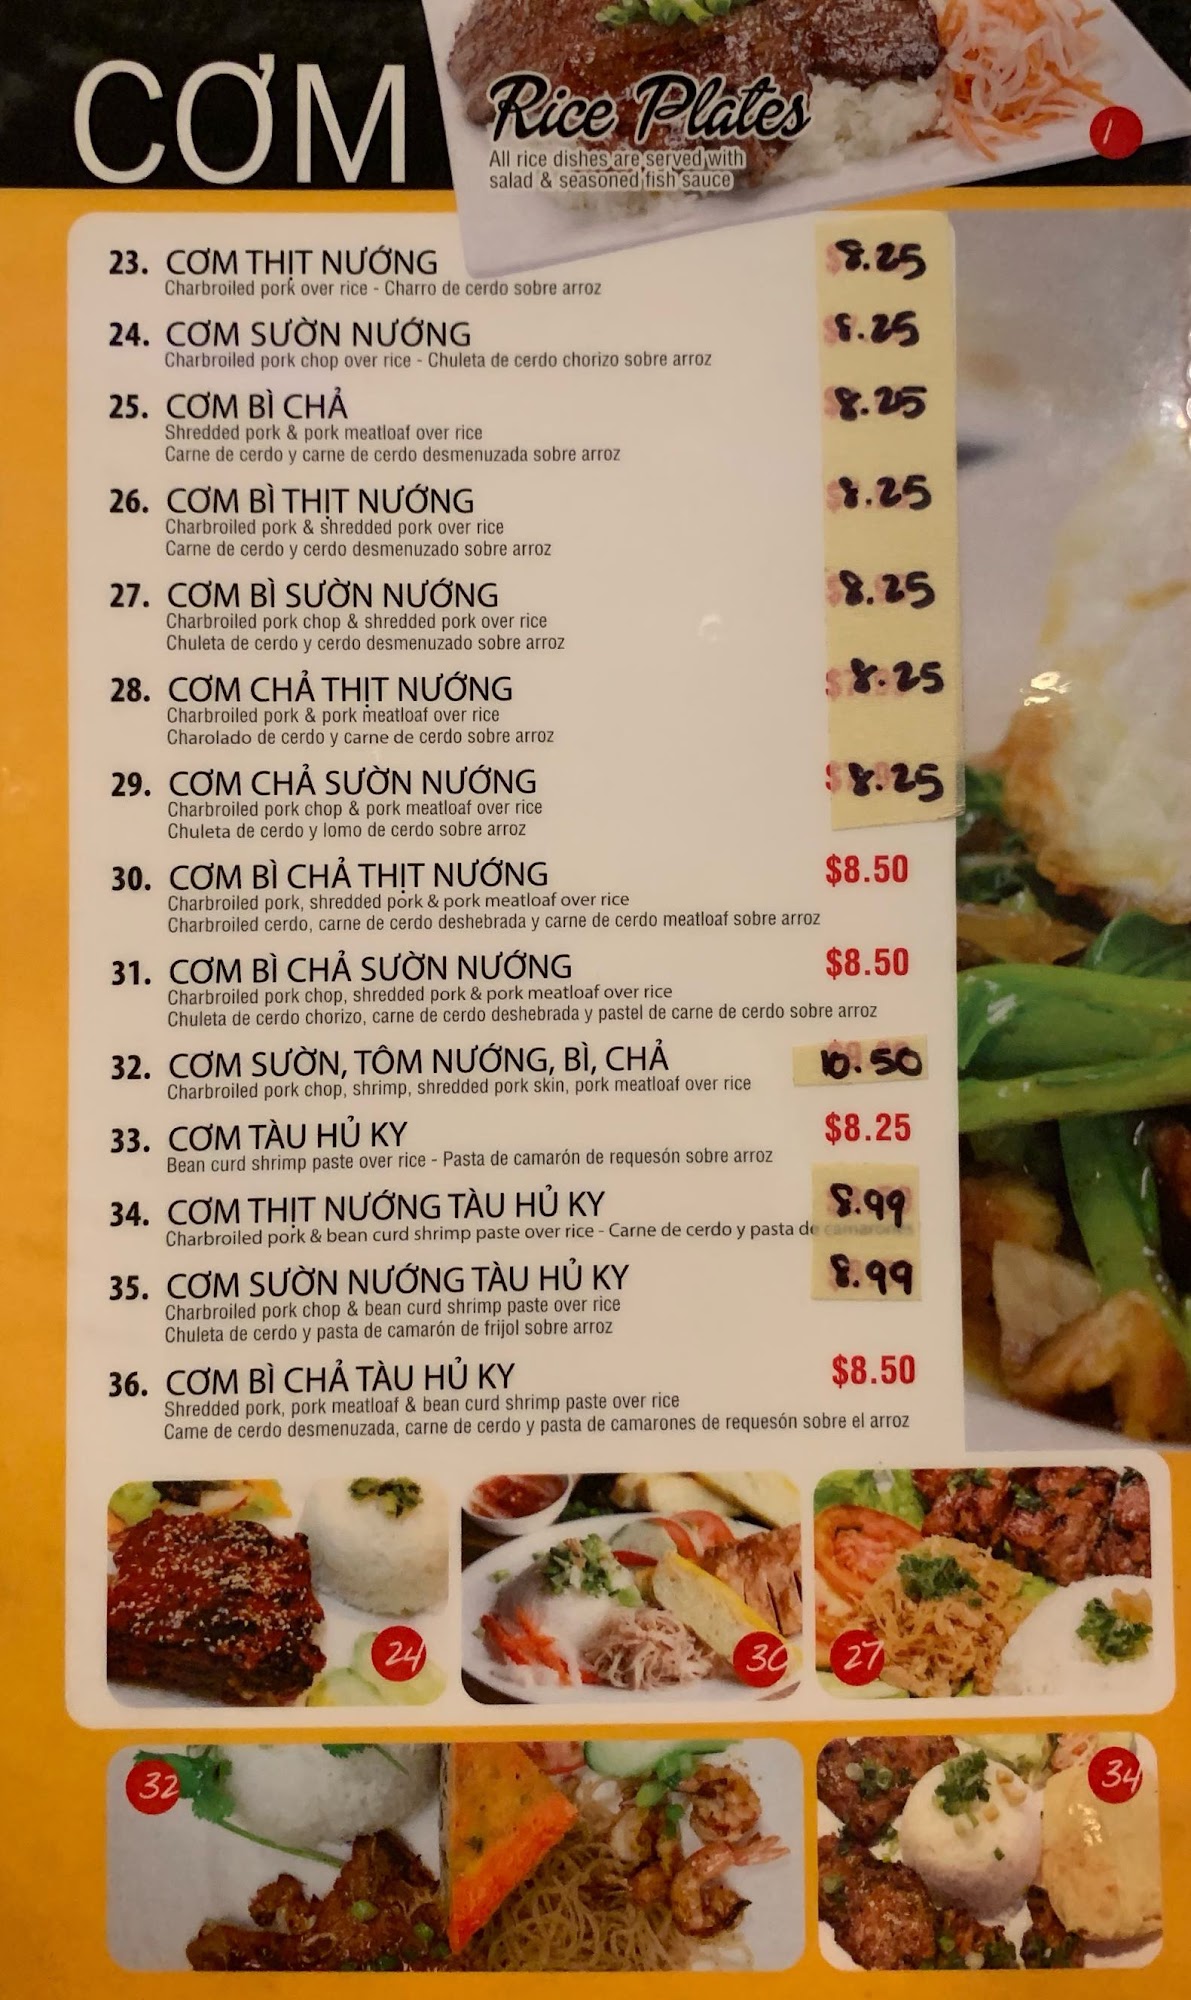 CƠM
Rice Plates
All rice dishes are served with
salad & seasoned fish sauce
1
23. CƠM THỊT NƯỚNG 8.25
Charbroiled pork over rice - Charro de cerdo sobre arroz
24. CƠM SƯỜN NƯỚNG 8.25
Charbroiled pork chop over rice - Chuleta de cerdo chorizo sobre arroz
25. CƠM BÌ CHẢ 8.25
Shredded pork & pork meatloaf over rice
Carne de cerdo y carne de cerdo desmenuzada sobre arroz
26. CƠM BÌ THỊT NƯỚNG 8.25
Charbroiled pork & shredded pork over rice
Carne de cerdo y cerdo desmenuzado sobre arroz
27. CƠM BÌ SƯỜN NƯỚNG 8.25
Charbroiled pork chop & shredded pork over rice
Chuleta de cerdo y cerdo desmenuzado sobre arroz
28. CƠM CHẢ THỊT NƯỚNG $8.25
Charbroiled pork & pork meatloaf over rice
Charolado de cerdo y carne de cerdo sobre arroz
29. CƠM CHẢ SƯỜN NƯỚNG $8.25
Charbroiled pork chop & pork meatloaf over rice
Chuleta de cerdo y lomo de cerdo sobre arroz
30. CƠM BÌ CHẢ THỊT NƯỚNG $8.50
Charbroiled pork, shredded pork & pork meatloaf over rice
Charbroiled cerdo, carne de cerdo deshebrada y carne de cerdo meatloaf sobre arroz
31. CƠM BÌ CHẢ SƯỜN NƯỚNG $8.50
Charbroiled pork chop, shredded pork & pork meatloaf over rice
Chuleta de cerdo chorizo, carne de cerdo deshebrada y pastel de carne de cerdo sobre arroz
32. CƠM SƯỜN, TÔM NƯỚNG, BÌ, CHẢ 10.50
Charbroiled pork chop, shrimp, shredded pork skin, pork meatloaf over rice
33. CƠM TÀU HỦ KY $8.25
Bean curd shrimp paste over rice - Pasta de camarón de requesón sobre arroz
34. CƠM THỊT NƯỚNG TÀU HỦ KY 8.99
Charbroiled pork & bean curd shrimp paste over rice - Carne de cerdo y pasta de camarones
35. CƠM SƯỜN NƯỚNG TÀU HỦ KY 8.99
Charbroiled pork chop & bean curd shrimp paste over rice
Chuleta de cerdo y pasta de camarón de frijol sobre arroz
36. CƠM BÌ CHẢ TÀU HỦ KY $8.50
Shredded pork, pork meatloaf & bean curd shrimp paste over rice
Came de cerdo desmenuzada, carne de cerdo y pasta de camarones de requesón sobre el arroz
24
30
27
32
34